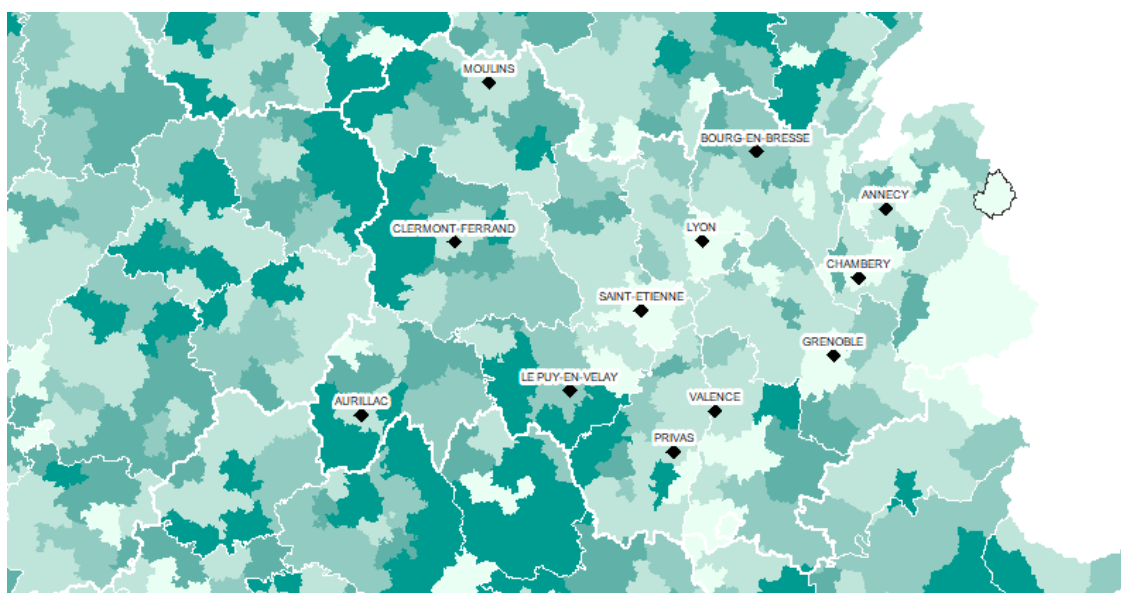 MOULINS
BOURG-EN-BRESSE
ANNECY
CLERMONT-FERRAND
LYON
CHAMBERY
SAINT-ETIENNE
GRENOBLE
LE PUY-EN-VELAY
AURILLAC
VALENCE
PRIVAS